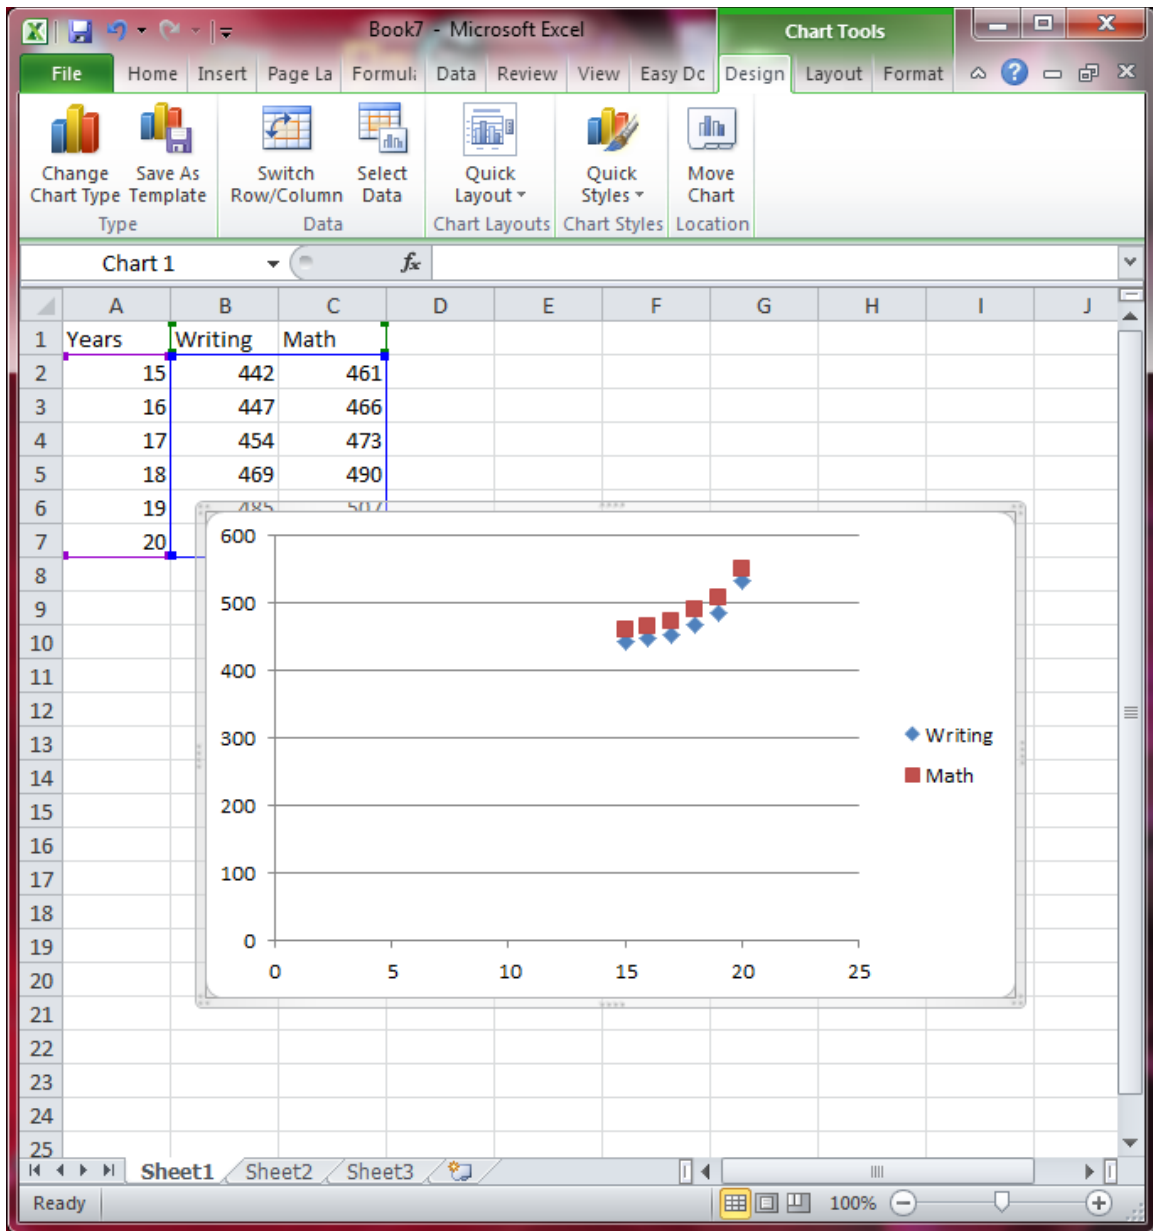 Book7 - Microsoft Excel Chart Tools
File Home Insert Page La Formul Data Review View Easy Dc Design Layout Format
Change Chart Type Save As Template Switch Row/Column Select Data Quick Layout Quick Styles Move Chart
Type Data Chart Layouts Chart Styles Location
Chart 1 fx
A B C D E F G H I J
1 Years Writing Math
2 15 442 461
3 16 447 466
4 17 454 473
5 18 469 490
6 19 485 507
7 20
8
9
10
11
12
13
14
15
16
17
18
19
20
21
22
23
24
25
600
500
400
300
200
100
0
0 5 10 15 20 25
Writing
Math
Sheet1 Sheet2 Sheet3
Ready 100%